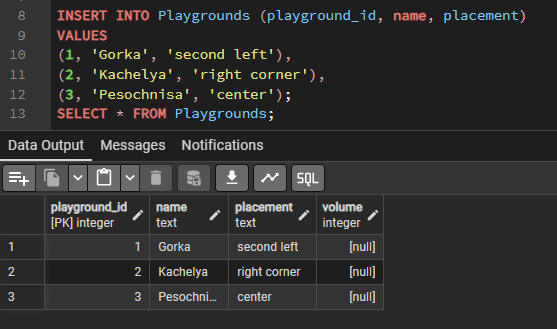 8 INSERT INTO Playgrounds (playground_id, name, placement)
9 VALUES
10 (1, 'Gorka', 'second left'),
11 (2, 'Kachelya', 'right corner'),
12 (3, 'Pesochnisa', 'center');
13 SELECT * FROM Playgrounds;
Data Output Messages Notifications
SQL
playground_id name placement volume
[PK] integer text text integer
1 1 Gorka second left [null]
2 2 Kachelya right corner [null]
3 3 Pesochni... center [null]